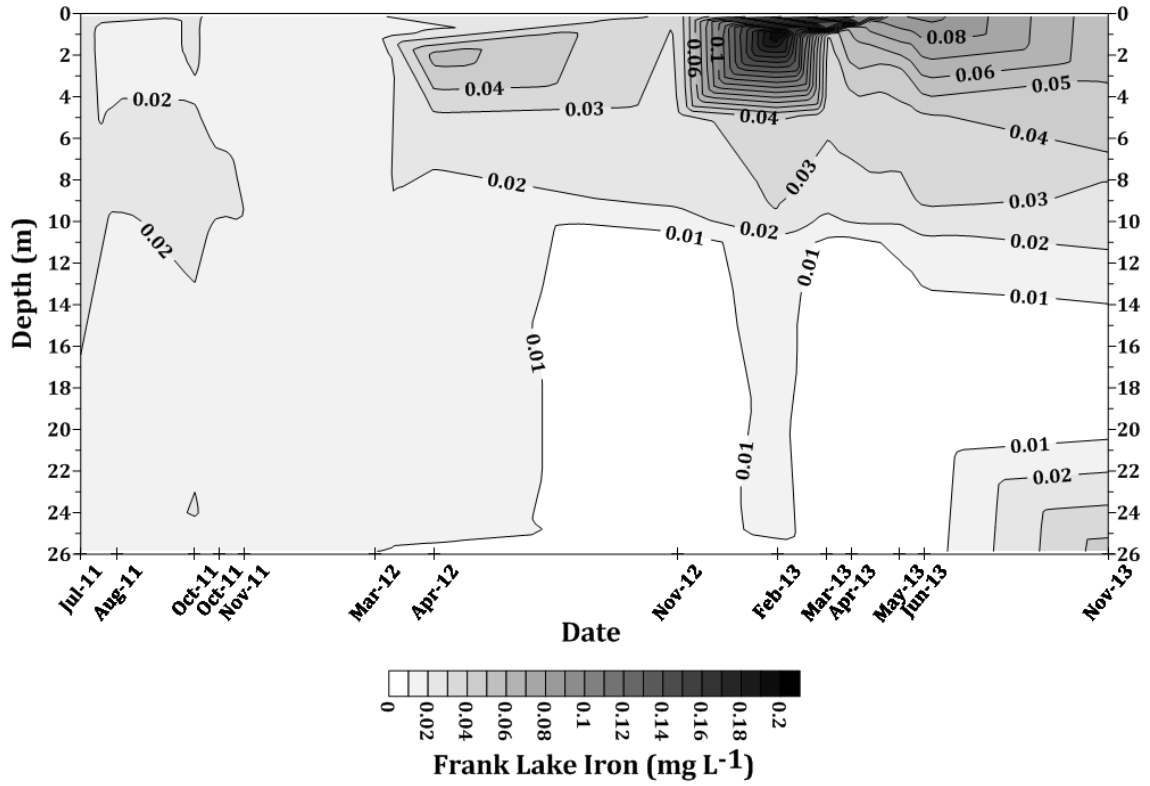 0 0
2 2
4 4
6 6
8 8
10 10
12 12
14 14
16 16
18 18
20 20
22 22
24 24
26 26
Depth (m)
0.06
0.1
0.08
0.06
0.05
0.04
0.03
0.04
0.02
0.04
0.03
0.03
0.02
0.03
0.02
0.01
0.02
0.02
0.01
0.01
0.01
0.01
0.01
0.02
Jul-11
Aug-11
Oct-11
Oct-11
Nov-11
Mar-12
Apr-12
Nov-12
Feb-13
Mar-13
Apr-13
May-13
Jun-13
Nov-13
Date
0 0.02 0.04 0.06 0.08 0.1 0.12 0.14 0.16 0.18 0.2
Frank Lake Iron (mg L-1)